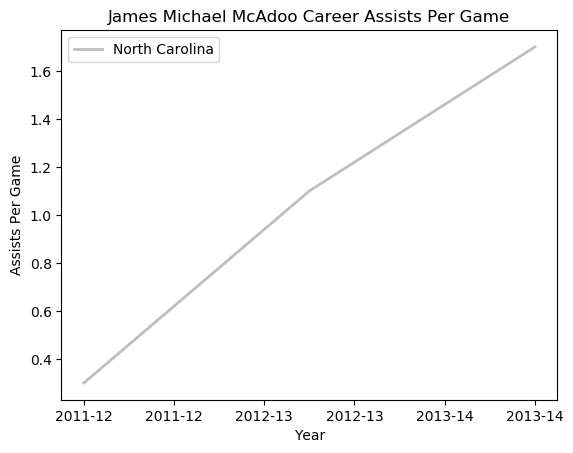 James Michael McAdoo Career Assists Per Game
North Carolina
1.6
1.4
1.2
1.0
0.8
0.6
0.4
Assists Per Game
2011-12 2011-12 2012-13 2012-13 2013-14 2013-14
Year